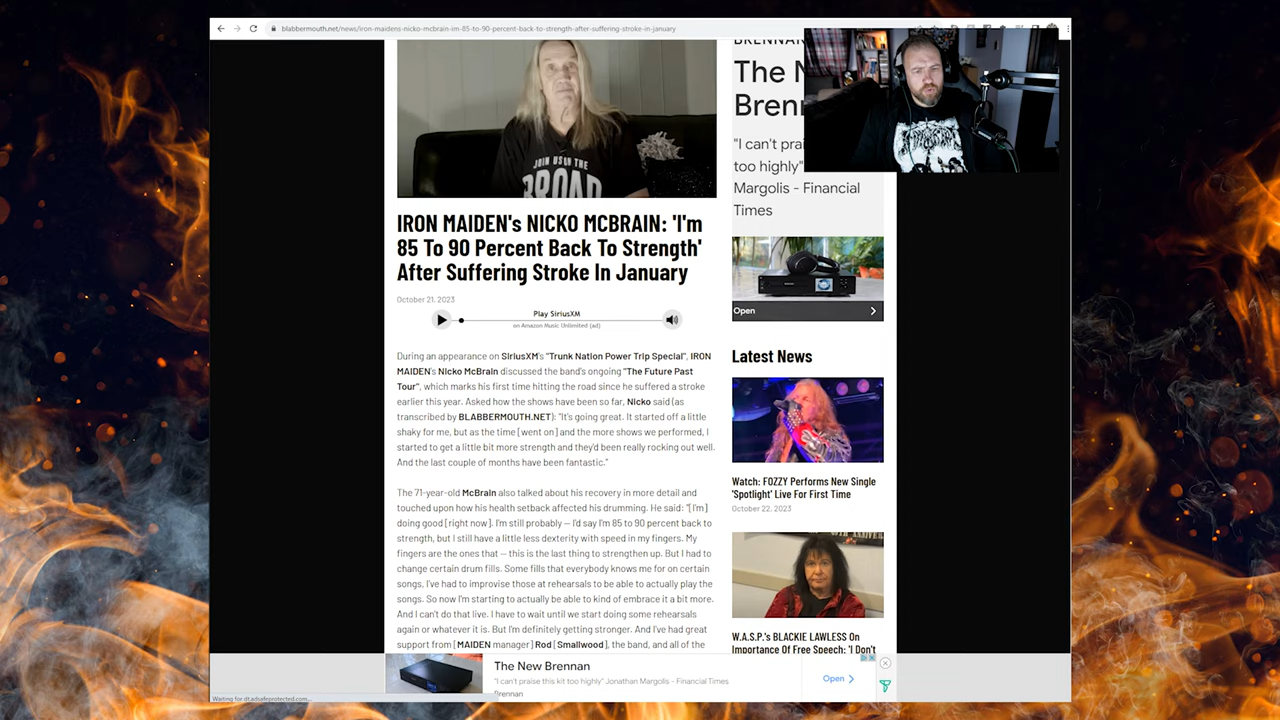 blabbermouth.net/news/iron-maidens-nicko-mcbrain-im-85-to-90-percent-back-to-strength-after-suffering-stroke-in-january
JOIN US ON THE
BROAD
IRON MAIDEN's NICKO MCBRAIN: 'I'm
85 To 90 Percent Back To Strength'
After Suffering Stroke In January
October 21, 2023
Play SiriusXM
on Amazon Music Unlimited (ad)
During an appearance on SiriusXM's "Trunk Nation Power Trip Special", IRON
MAIDEN's Nicko McBrain discussed the band's ongoing "The Future Past
Tour", which marks his first time hitting the road since he suffered a stroke
earlier this year. Asked how the shows have been so far, Nicko said (as
transcribed by BLABBERMOUTH.NET): "It's going great. It started off a little
shaky for me, but as the time [went on] and the more shows we performed, I
started to get a little bit more strength and they'd been really rocking out well.
And the last couple of months have been fantastic."
The 71-year-old McBrain also talked about his recovery in more detail and
touched upon how his health setback affected his drumming. He said: "[I'm]
doing good [right now]. I'm still probably — I'd say I'm 85 to 90 percent back to
strength, but I still have a little less dexterity with speed in my fingers. My
fingers are the ones that — this is the last thing to strengthen up. But I had to
change certain drum fills. Some fills that everybody knows me for on certain
songs, I've had to improvise those at rehearsals to be able to actually play the
songs. So now I'm starting to actually be able to kind of embrace it a bit more.
And I can't do that live. I have to wait until we start doing some rehearsals
again or whatever it is. But I'm definitely getting stronger. And I've had great
support from [MAIDEN manager] Rod [Smallwood], the band, and all of the
BRENNAN
The N
Brenn
"I can't prai
too highly"
Margolis - Financial
Times
Open
Latest News
Watch: FOZZY Performs New Single
'Spotlight' Live For First Time
October 22, 2023
W.A.S.P.'s BLACKIE LAWLESS On
Importance Of Free Speech: 'I Don't
The New Brennan
"I can't praise this kit too highly" Jonathan Margolis - Financial Times
Brennan
Open
Waiting for dt.adsafeprotected.com...